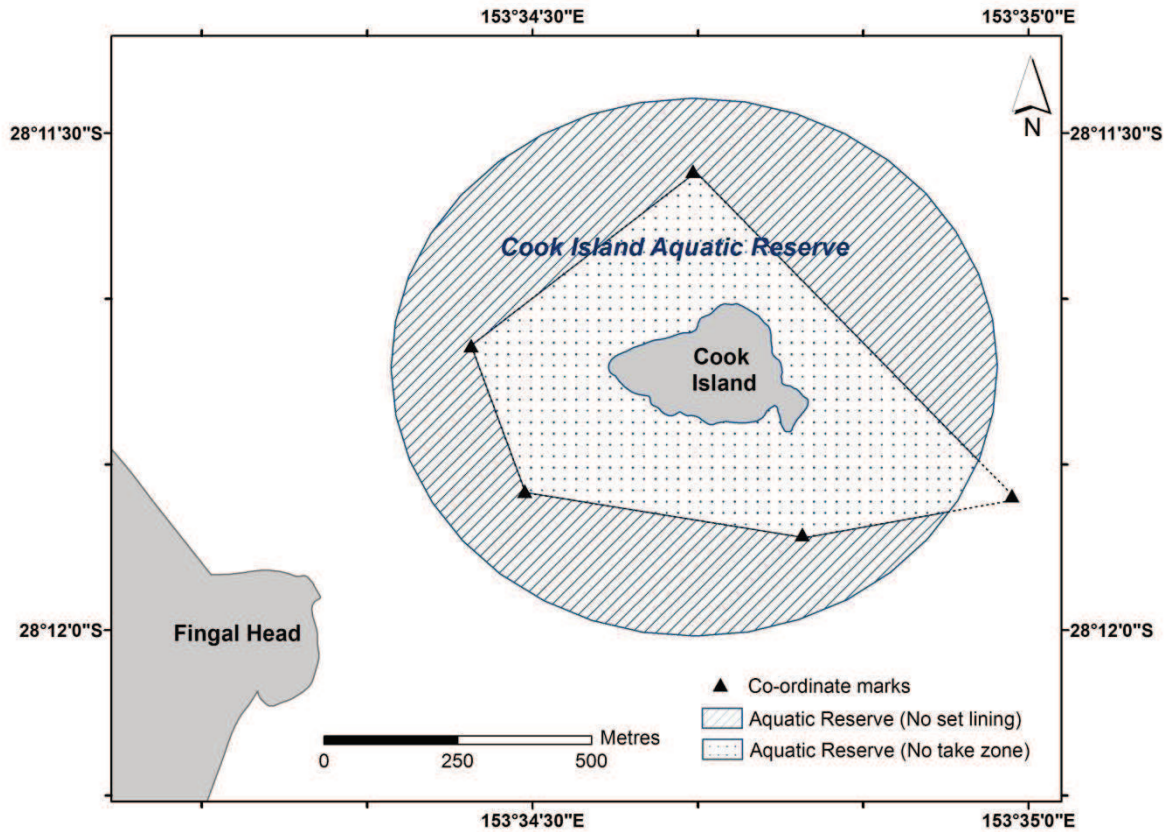 153°34'30"E
153°35'0"E
28°11'30"S
28°11'30"S
N
Cook Island Aquatic Reserve
Cook
Island
Fingal Head
28°12'0"S
28°12'0"S
Co-ordinate marks
Aquatic Reserve (No set lining)
Aquatic Reserve (No take zone)
Metres
0
250
500
153°34'30"E
153°35'0"E